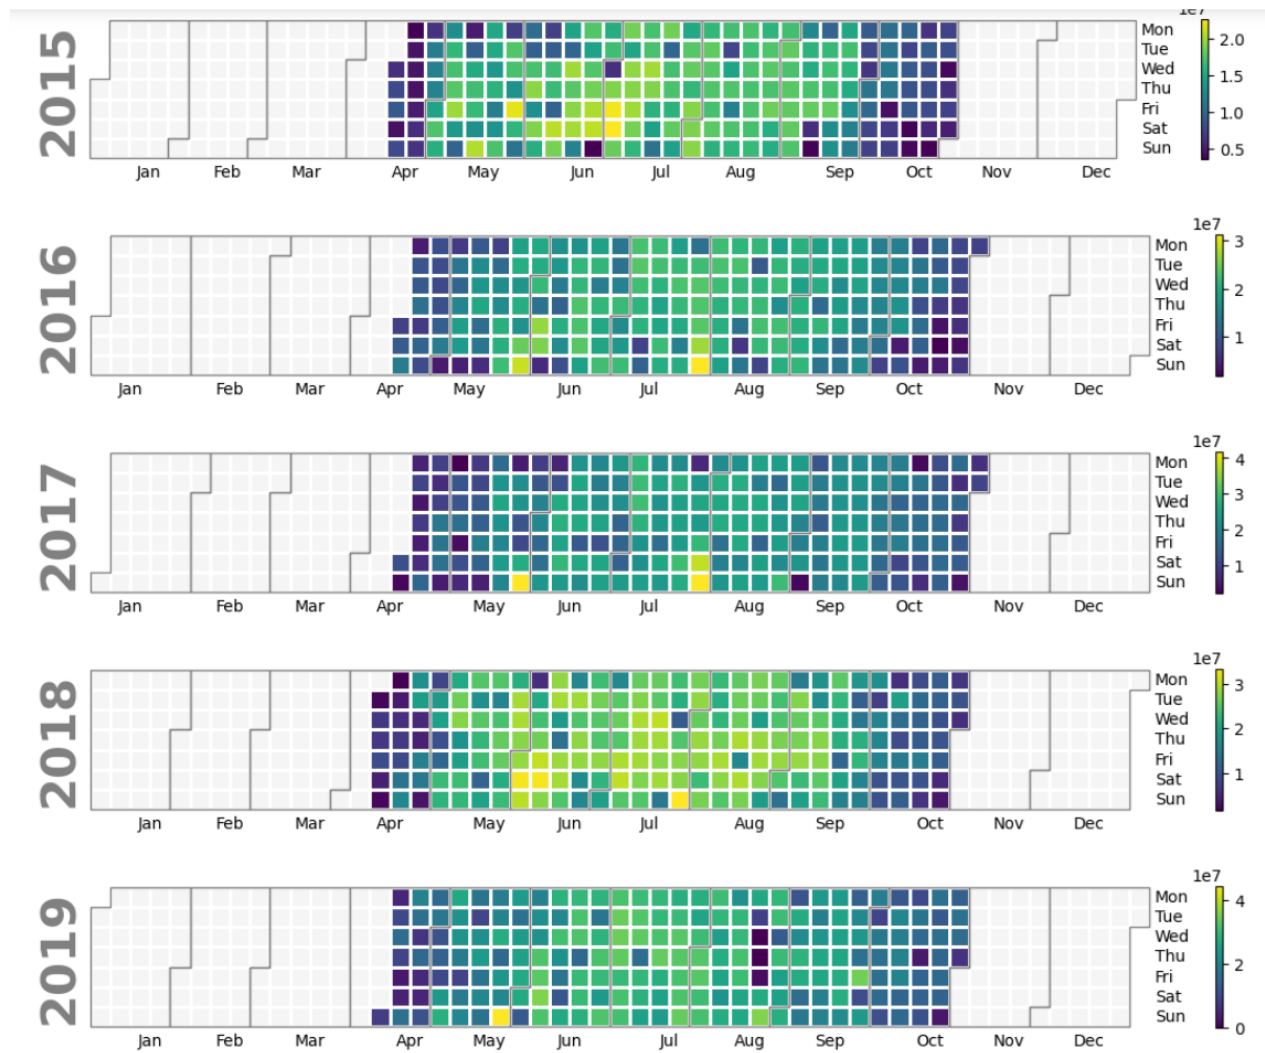 1e7
2015
Mon
Tue
Wed
Thu
Fri
Sat
Sun
2.0
1.5
1.0
0.5
Jan Feb Mar Apr May Jun Jul Aug Sep Oct Nov Dec
1e7
2016
Mon
Tue
Wed
Thu
Fri
Sat
Sun
3
2
1
Jan Feb Mar Apr May Jun Jul Aug Sep Oct Nov Dec
1e7
2017
Mon
Tue
Wed
Thu
Fri
Sat
Sun
4
3
2
1
Jan Feb Mar Apr May Jun Jul Aug Sep Oct Nov Dec
1e7
2018
Mon
Tue
Wed
Thu
Fri
Sat
Sun
3
2
1
Jan Feb Mar Apr May Jun Jul Aug Sep Oct Nov Dec
1e7
2019
Mon
Tue
Wed
Thu
Fri
Sat
Sun
4
2
0
Jan Feb Mar Apr May Jun Jul Aug Sep Oct Nov Dec